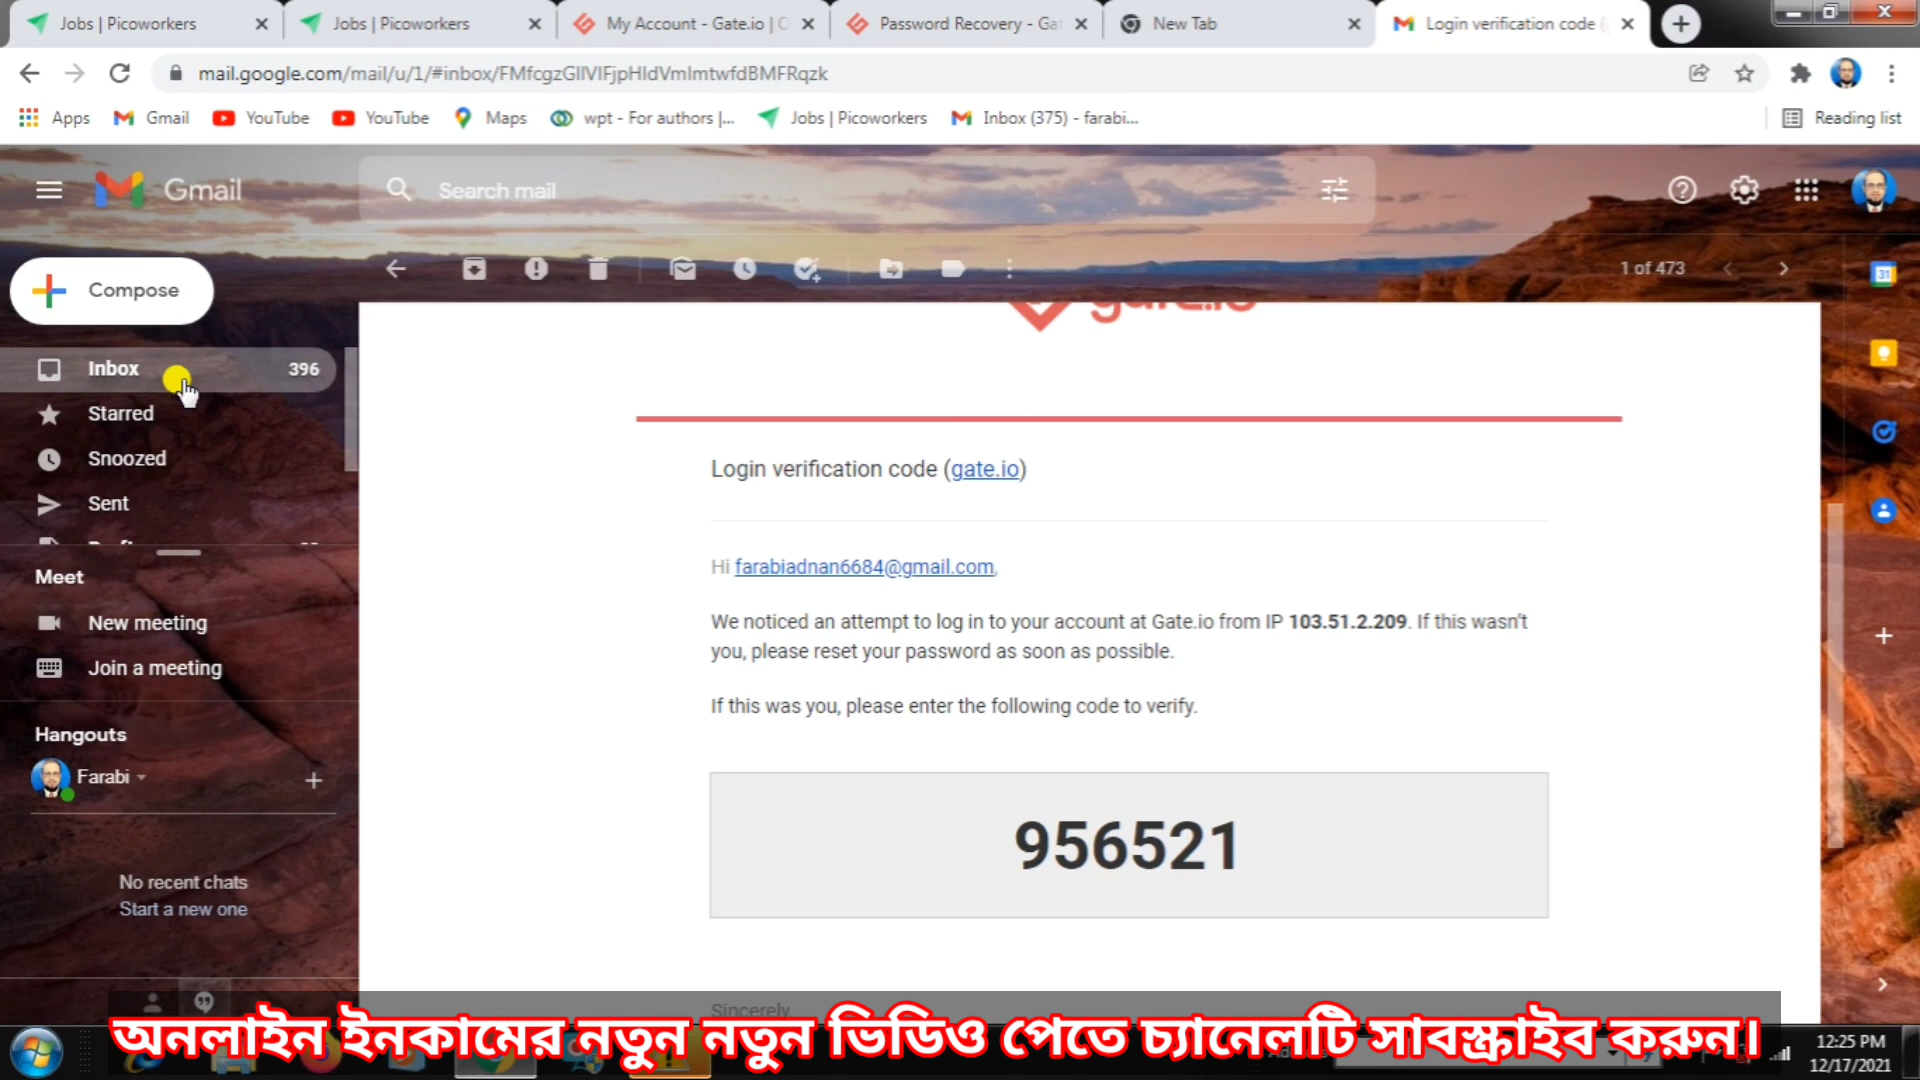 Jobs | Picoworkers
Jobs | Picoworkers
My Account - Gate.io |
Password Recovery - Ga
New Tab
Login verification code (
mail.google.com/mail/u/1/#inbox/FMfcgzGllVlFjpHldVmlmtwfdBMFRqzk
Apps
Gmail
YouTube
YouTube
Maps
wpt - For authors |...
Jobs | Picoworkers
Inbox (375) - farabi...
Reading list
Gmail
Search mail
Compose
1 of 473
31
gate.io
Inbox 396
Starred
Snoozed
Sent
Meet
New meeting
Join a meeting
Hangouts
Farabi
No recent chats
Start a new one
Login verification code (gate.io)
Hi farabiadnan6684@gmail.com,
We noticed an attempt to log in to your account at Gate.io from IP 103.51.2.209. If this wasn't
you, please reset your password as soon as possible.
If this was you, please enter the following code to verify.
956521
Sincerely
অনলাইন ইনকামের নতুন নতুন ভিডিও পেতে চ্যানেলটি সাবস্ক্রাইব করুন।
12:25 PM
12/17/2021